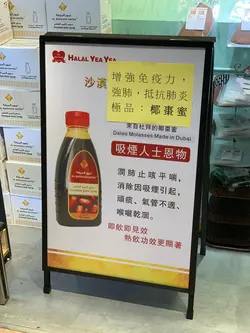 HALAL YEA YEA
沙漠
增強免疫力，
強肺，抵抗肺炎
極品：椰棗蜜
來自杜拜的椰棗蜜
Dates Molasses-Made in Dubai
吸煙人士恩物
潤肺止咳平喘，
消除因吸煙引起，
頑痰、氣管不適、
喉嚨乾涸。
即飲即見效
熱飲功效更顯著